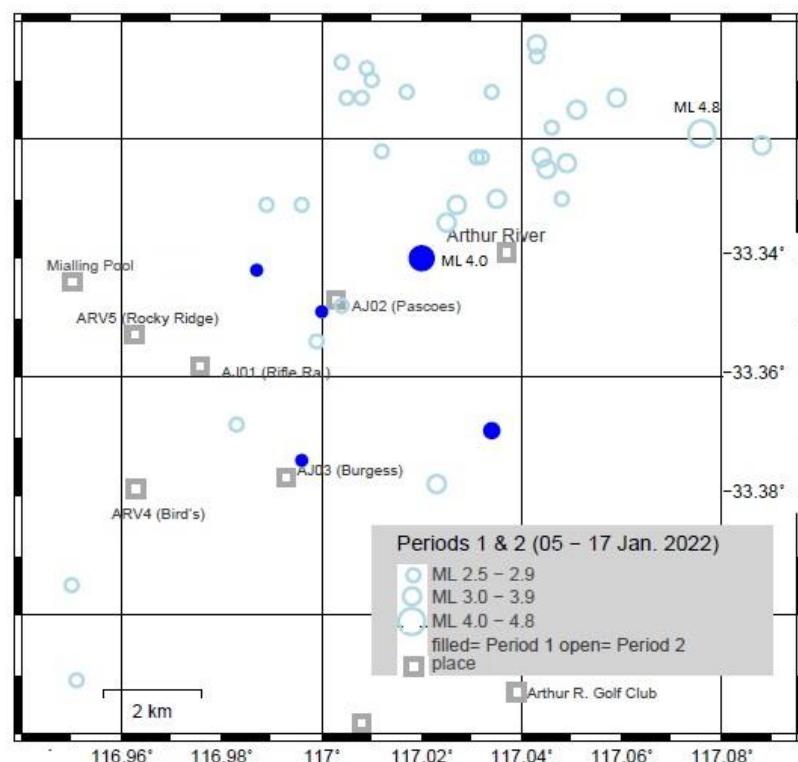 ML 4.8
Arthur River
−33.34°
ML 4.0
Mialling Pool
AJ02 (Pascoes)
ARV5 (Rocky Ridge)
AJ01 (Rifle Ra.)
−33.36°
AJ03 (Burgess)
−33.38°
ARV4 (Bird's)
Periods 1 & 2 (05 − 17 Jan. 2022)
ML 2.5 − 2.9
ML 3.0 − 3.9
ML 4.0 − 4.8
filled= Period 1 open= Period 2
place
Arthur R. Golf Club
2 km
116.96° 116.98° 117° 117.02° 117.04° 117.06° 117.08°